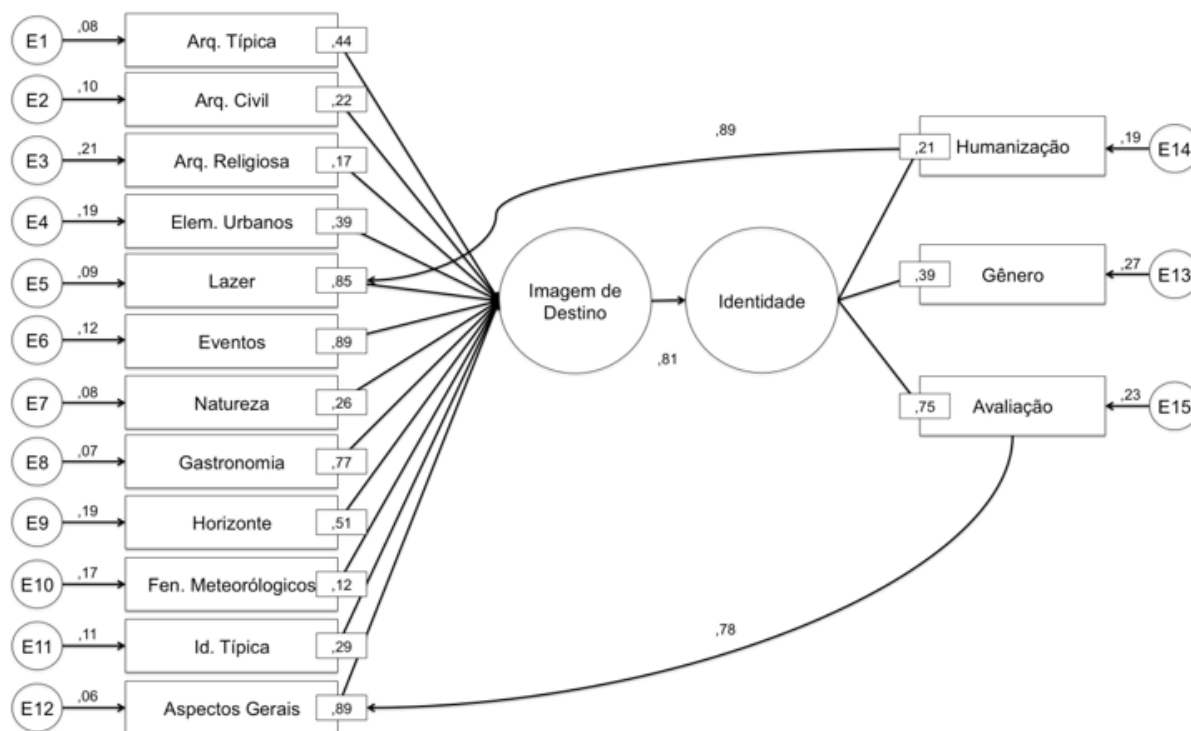 E1 ,08 Arq. Típica ,44
E2 ,10 Arq. Civil ,22
E3 ,21 Arq. Religiosa ,17
E4 ,19 Elem. Urbanos ,39
E5 ,09 Lazer ,85
E6 ,12 Eventos ,89
E7 ,08 Natureza ,26
E8 ,07 Gastronomia ,77
E9 ,19 Horizonte ,51
E10 ,17 Fen. Meteorológicos ,12
E11 ,11 Id. Típica ,29
E12 ,06 Aspectos Gerais ,89
Imagem de
Destino
,81
Identidade
,89
,21 Humanização ,19 E14
,39 Gênero ,27 E13
,75 Avaliação ,23 E15
,78